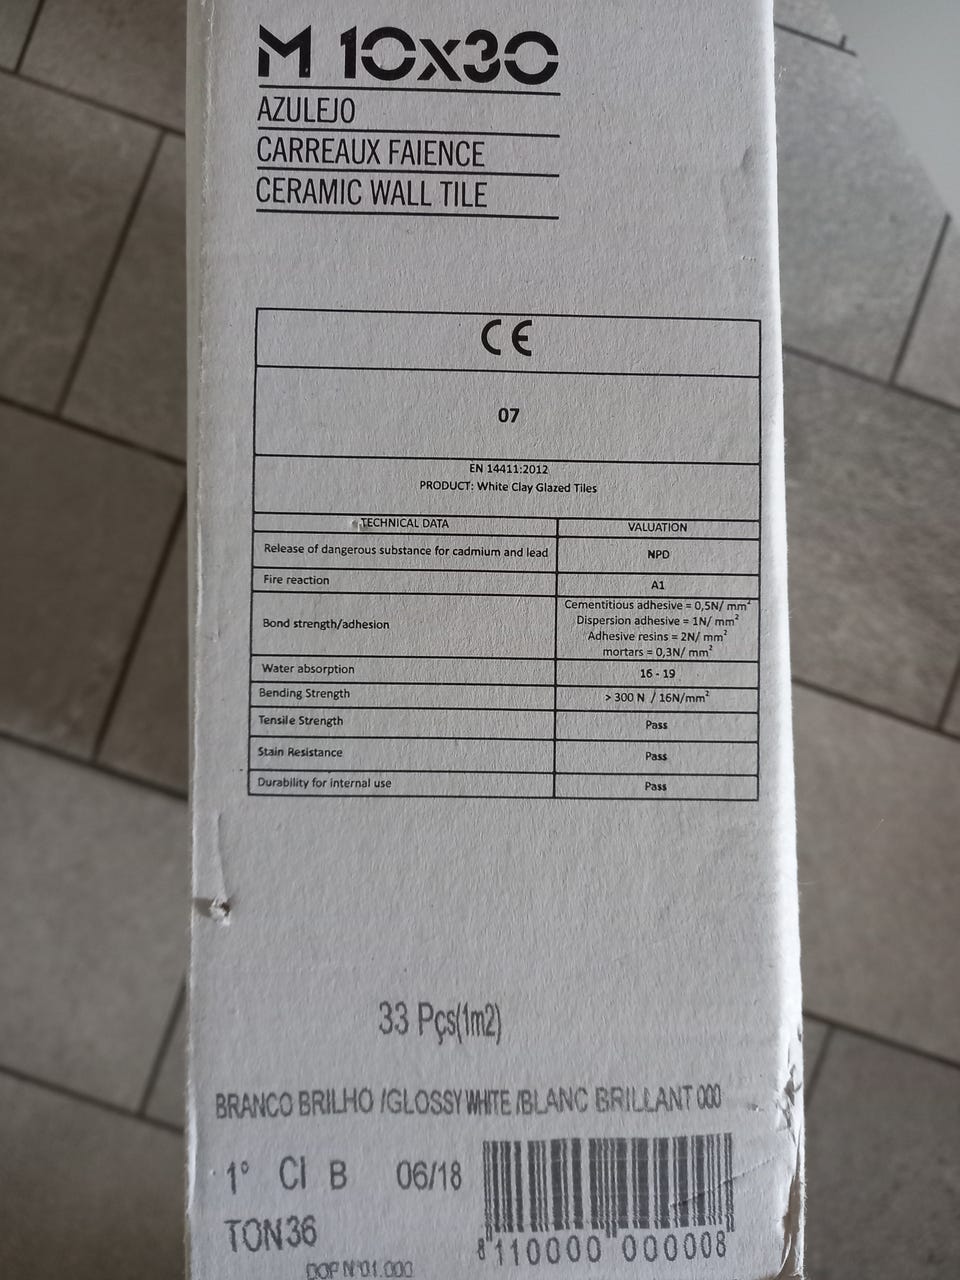 M 10x30
AZULEJO
CARREAUX FAIENCE
CERAMIC WALL TILE
CE
07
EN 14411:2012
PRODUCT: White Clay Glazed Tiles
TECHNICAL DATA VALUATION
Release of dangerous substance for cadmium and lead NPD
Fire reaction A1
Bond strength/adhesion
Cementitious adhesive = 0,5N/ mm²
Dispersion adhesive = 1N/ mm²
Adhesive resins = 2N/ mm²
mortars = 0,3N/ mm²
Water absorption 16 - 19
Bending Strength > 300 N / 16N/mm²
Tensile Strength Pass
Stain Resistance Pass
Durability for internal use Pass
33 Pçs(1m2)
BRANCO BRILHO /GLOSSY WHITE /BLANC BRILLANT 000
1° Cl B 06/18
TON36
8 110000 000008
DOP Nº01.000